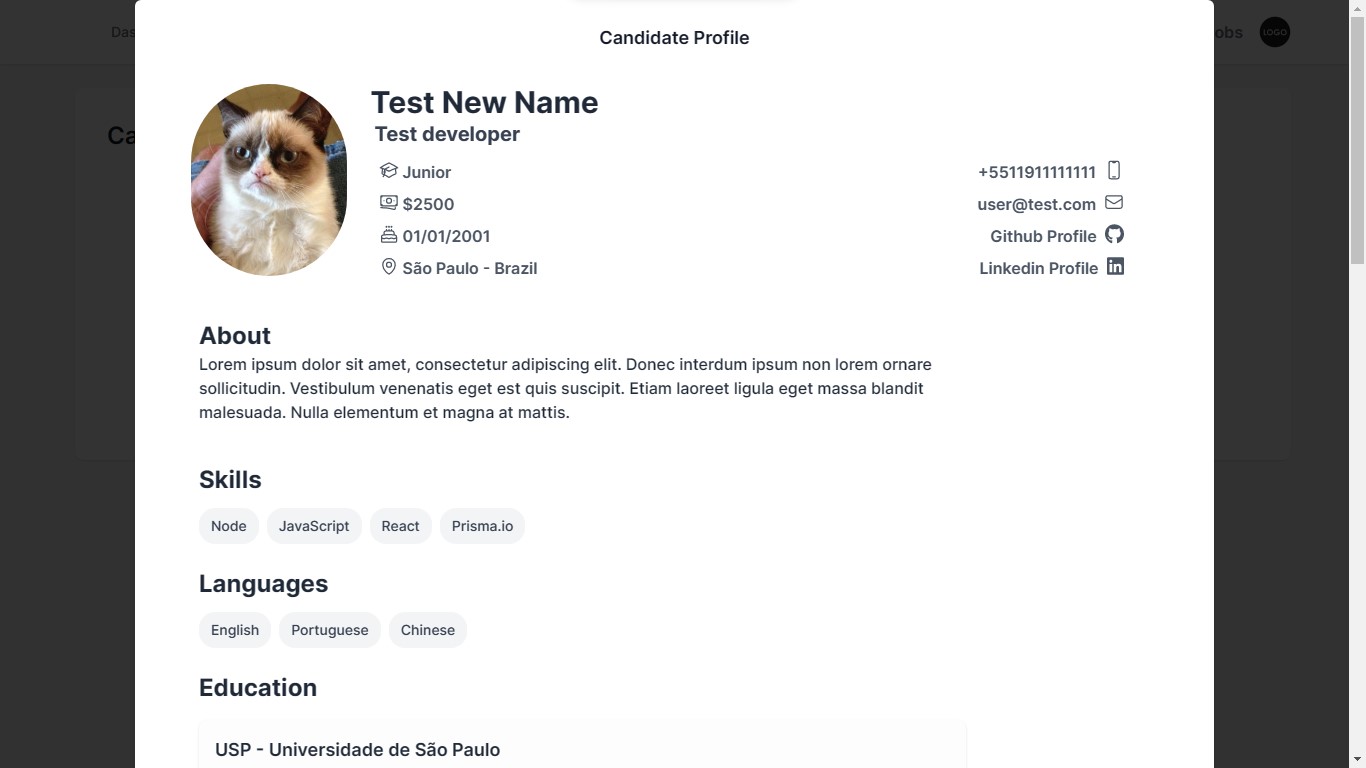 Das
obs
LOGO
Ca
Candidate Profile
Test New Name
Test developer
Junior
+5511911111111
$2500
user@test.com
01/01/2001
Github Profile
São Paulo - Brazil
Linkedin Profile
in
About
Lorem ipsum dolor sit amet, consectetur adipiscing elit. Donec interdum ipsum non lorem ornare
sollicitudin. Vestibulum venenatis eget est quis suscipit. Etiam laoreet ligula eget massa blandit
malesuada. Nulla elementum et magna at mattis.
Skills
Node JavaScript React Prisma.io
Languages
English Portuguese Chinese
Education
USP - Universidade de São Paulo